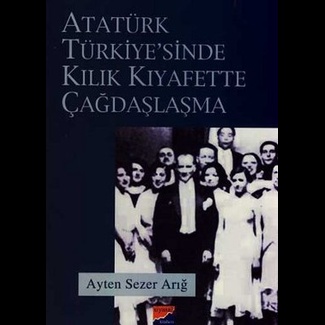 ATATÜRK
TÜRKİYE'SİNDE
KILIK KIYAFETTE
ÇAĞDAŞLAŞMA
Ayten Sezer Arığ